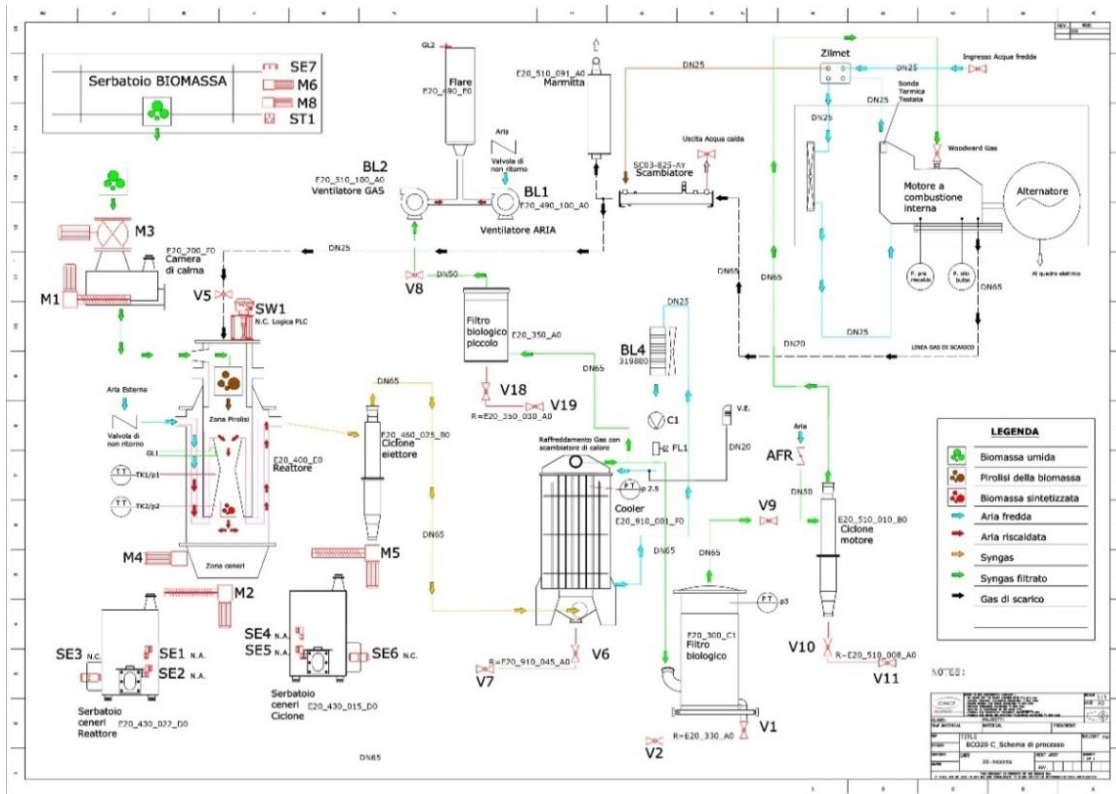 Serbatoio BIOMASSA
SE7
M6
M8
ST1
GL2
Flare
E20_490_F0
E20_510_091_A0
Marmitta
DN25
Zilmet
DN25
Ingresso Acqua fredda
Sonda
Termica
Testata
DN25
Aria
Valvola di
non ritorno
Uscita Acqua calda
SC03-825-AY
Scambiatore
Woodward Gas
Motore a
combustione
interna
Alternatore
BL2
E20_510_100_A0
Ventilatore GAS
BL1
E20_490_100_A0
Ventilatore ARIA
M3
E20_200_F0
Camera
di calma
M1
DN25
V5
V8
DN50
DN65
DN65
DN65
Al quadro elettrico
SW1
N.C. Logica PLC
Filtro
biologico
piccolo
E20_350_A0
DN25
BL4
319800
DN25
LINEA GAS DI SCARICO
DN20
DN65
V18
V19
R=E20_350_030_A0
Aria Esterna
Zona Pirolisi
Valvola di
non ritorno
GL1
TT
TK1/p1
TT
TK2/p2
E20_400_E0
Reattore
E20_460_025_B0
Ciclone
eiettore
C1
FL1
V.E.
DN20
Raffreddamento Gas con
scambiatore di calore
PT
p 2.5
Cooler
E20_910_001_F0
Aria
AFR
DN50
V9
E20_510_010_B0
Ciclone
motore
DN65
DN65
DN65
M4
Zona ceneri
M5
M2
LEGENDA
Biomassa umida
Pirolisi della biomassa
Biomassa sintetizzata
Aria fredda
Aria riscaldata
Syngas
Syngas filtrato
Gas di scarico
SE3 N.C.
SE1 N.A.
SE2 N.A.
Serbatoio
ceneri
Reattore
E20_430_022_D0
SE4
N.A.
SE5
N.A.
SE6 N.C.
Serbatoio
ceneri
Ciclone
E20_430_015_D0
V6
R=E20_910_045_A0
V7
E20_300_C1
Filtro
biologico
PT
p3
V10
R=E20_510_008_A0
V11
V2
R=E20_330_A0
V1
DN65
NOTES:
TITLE
ECO20 C_Schema di processo